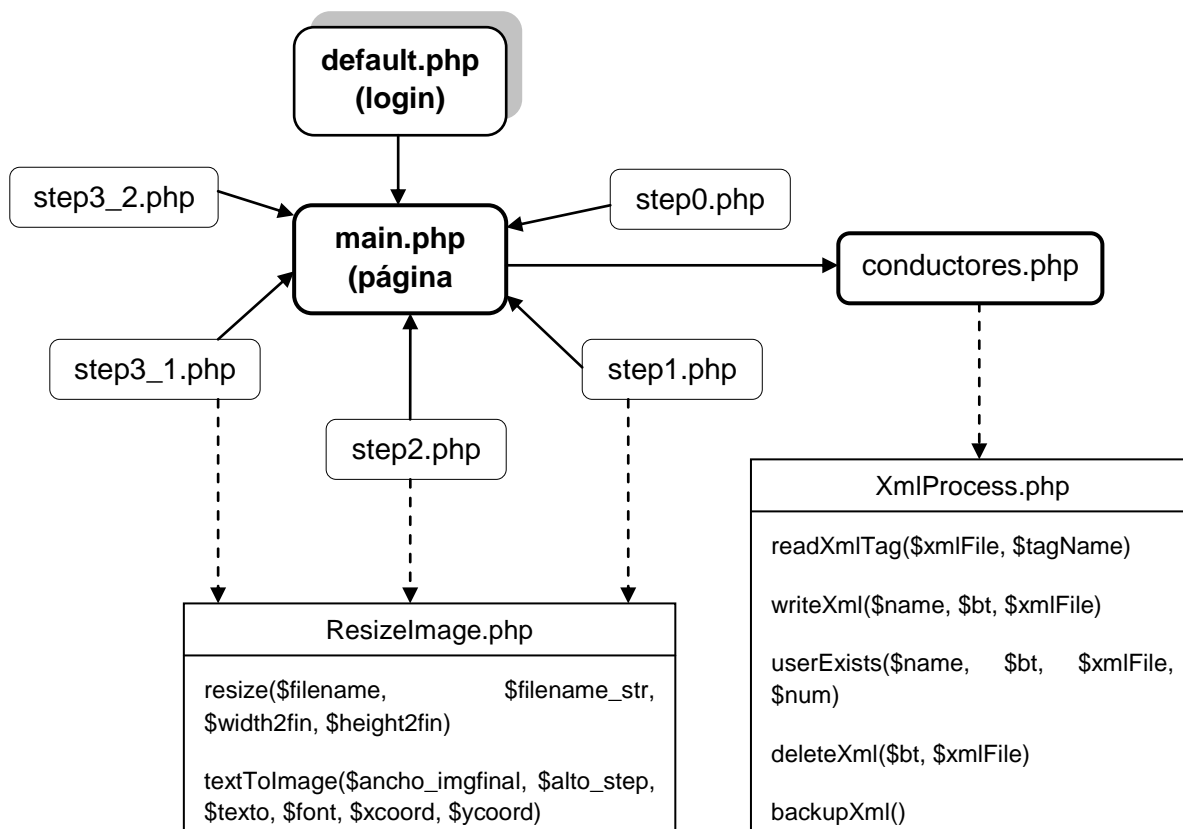 default.php
(login)
step3_2.php
step0.php
main.php
(página
conductores.php
step3_1.php
step1.php
step2.php
XmlProcess.php
readXmlTag($xmlFile, $tagName)
writeXml($name, $bt, $xmlFile)
userExists($name, $bt, $xmlFile,
$num)
deleteXml($bt, $xmlFile)
backupXml()
ResizeImage.php
resize($filename, $filename_str,
$width2fin, $height2fin)
textToImage($ancho_imgfinal, $alto_step,
$texto, $font, $xcoord, $ycoord)